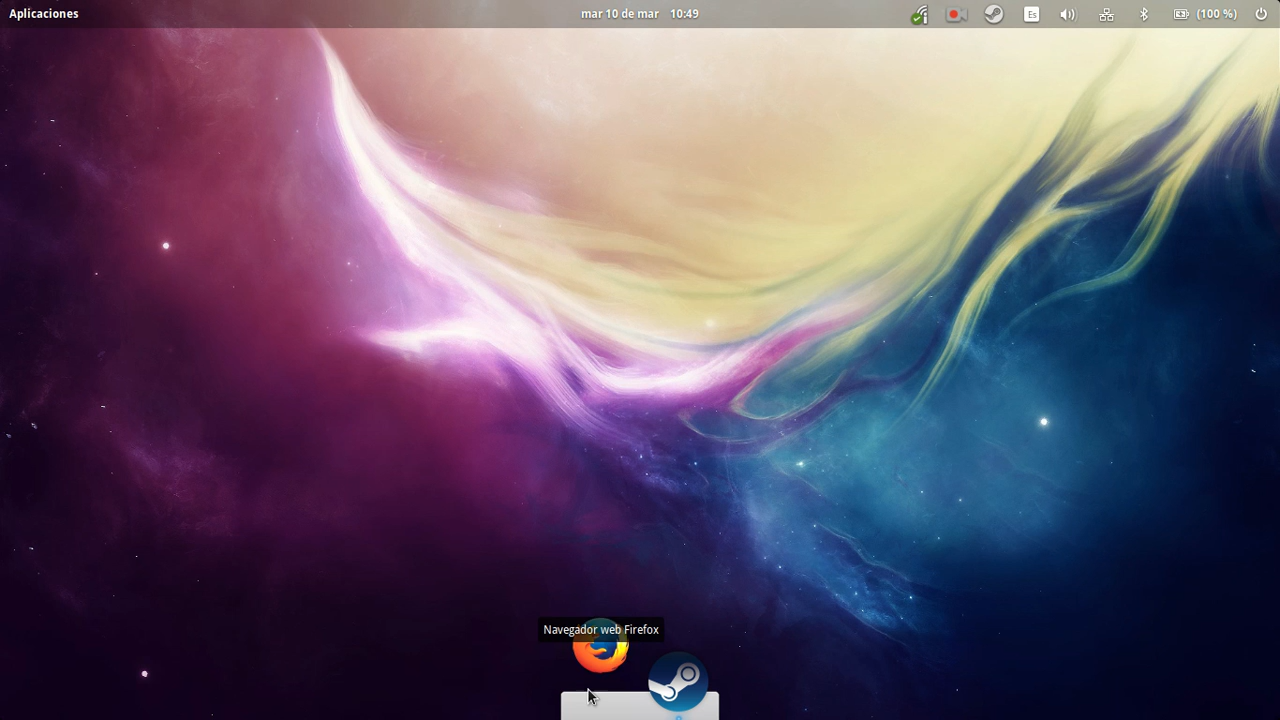 Aplicaciones
mar 10 de mar 10:49
Es
(100 %)
Navegador web Firefox